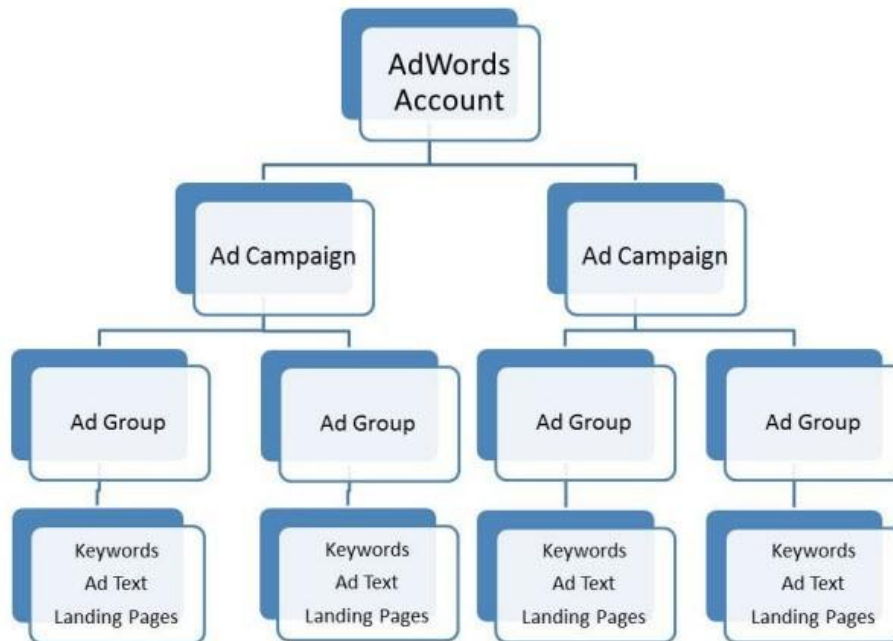 AdWords
Account
Ad Campaign
Ad Campaign
Ad Group
Ad Group
Ad Group
Ad Group
Keywords
Ad Text
Landing Pages
Keywords
Ad Text
Landing Pages
Keywords
Ad Text
Landing Pages
Keywords
Ad Text
Landing Pages